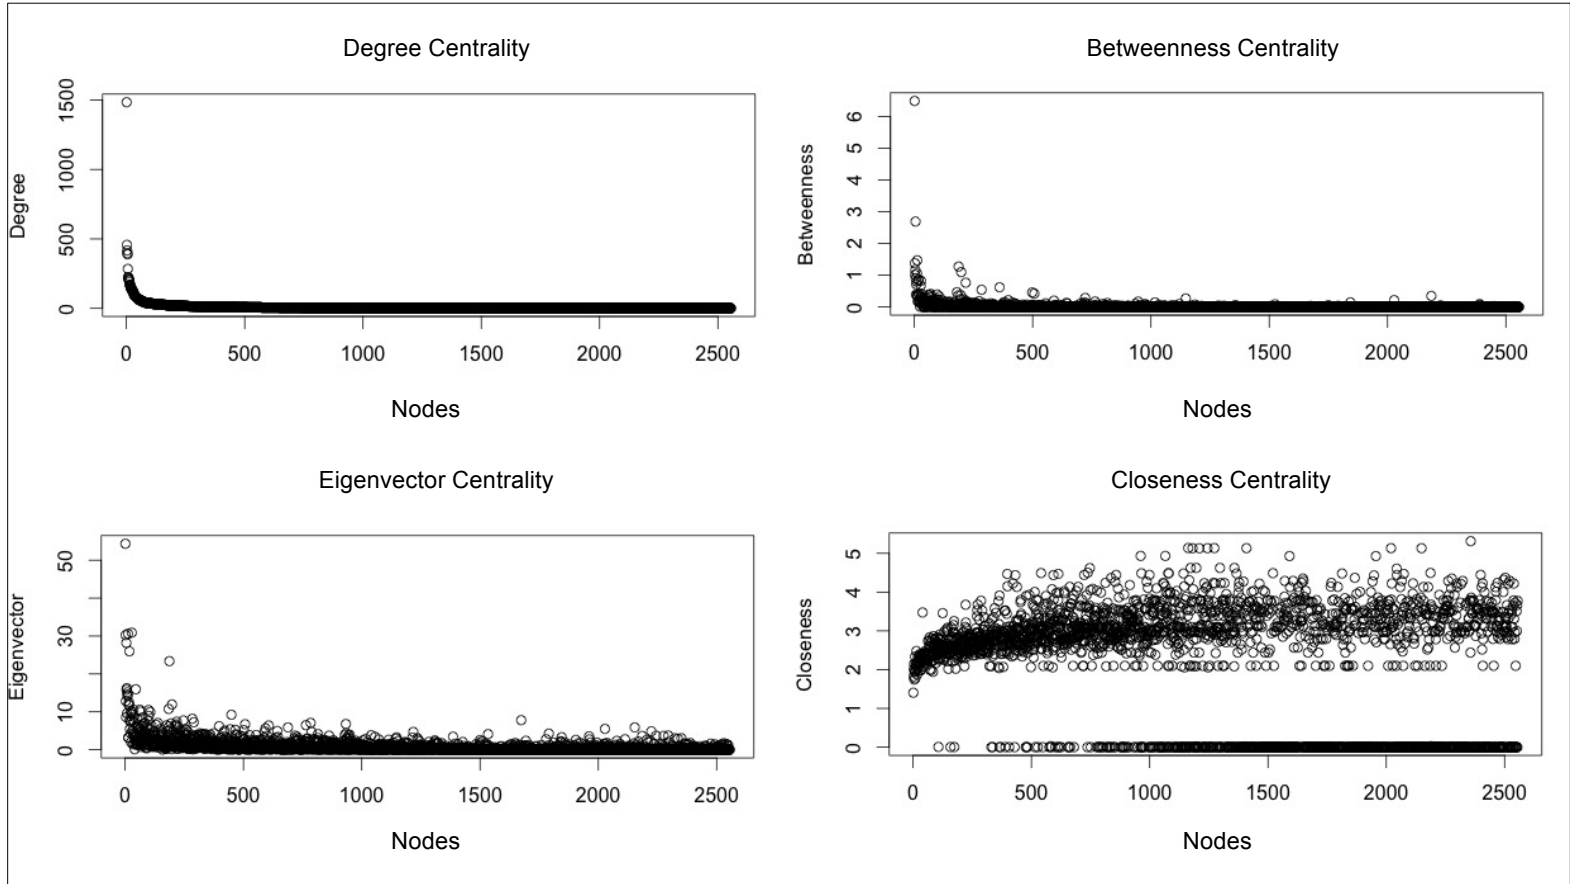 Degree Centrality
Degree
1500
1000
500
0
0 500 1000 1500 2000 2500
Nodes
Betweenness Centrality
Betweenness
6
5
4
3
2
1
0
0 500 1000 1500 2000 2500
Nodes
Eigenvector Centrality
Eigenvector
50
30
10
0
0 500 1000 1500 2000 2500
Nodes
Closeness Centrality
Closeness
5
4
3
2
1
0
0 500 1000 1500 2000 2500
Nodes